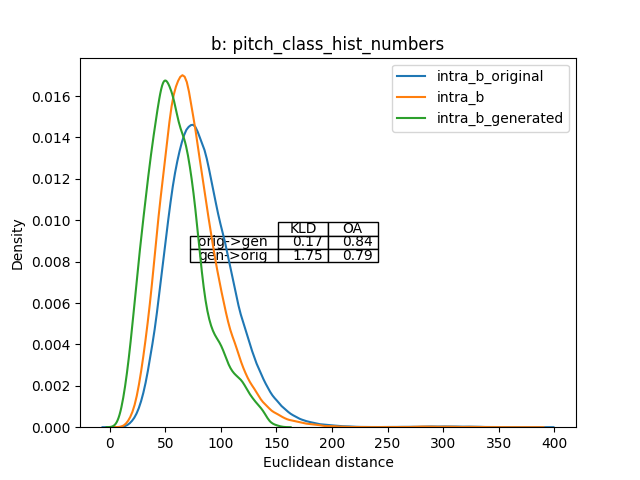 b: pitch_class_hist_numbers
intra_b_original
intra_b
intra_b_generated
0.016
0.014
0.012
0.010
0.008
0.006
0.004
0.002
0.000
Density
KLD OA
orig->gen 0.17 0.84
gen->orig 1.75 0.79
0 50 100 150 200 250 300 350 400
Euclidean distance